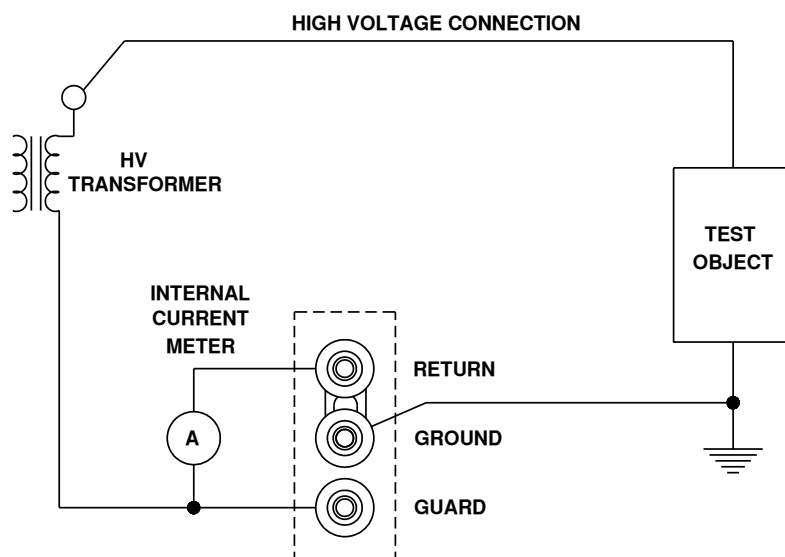 HIGH VOLTAGE CONNECTION
HV
TRANSFORMER
TEST
OBJECT
INTERNAL
CURRENT
METER
RETURN
A
GROUND
GUARD